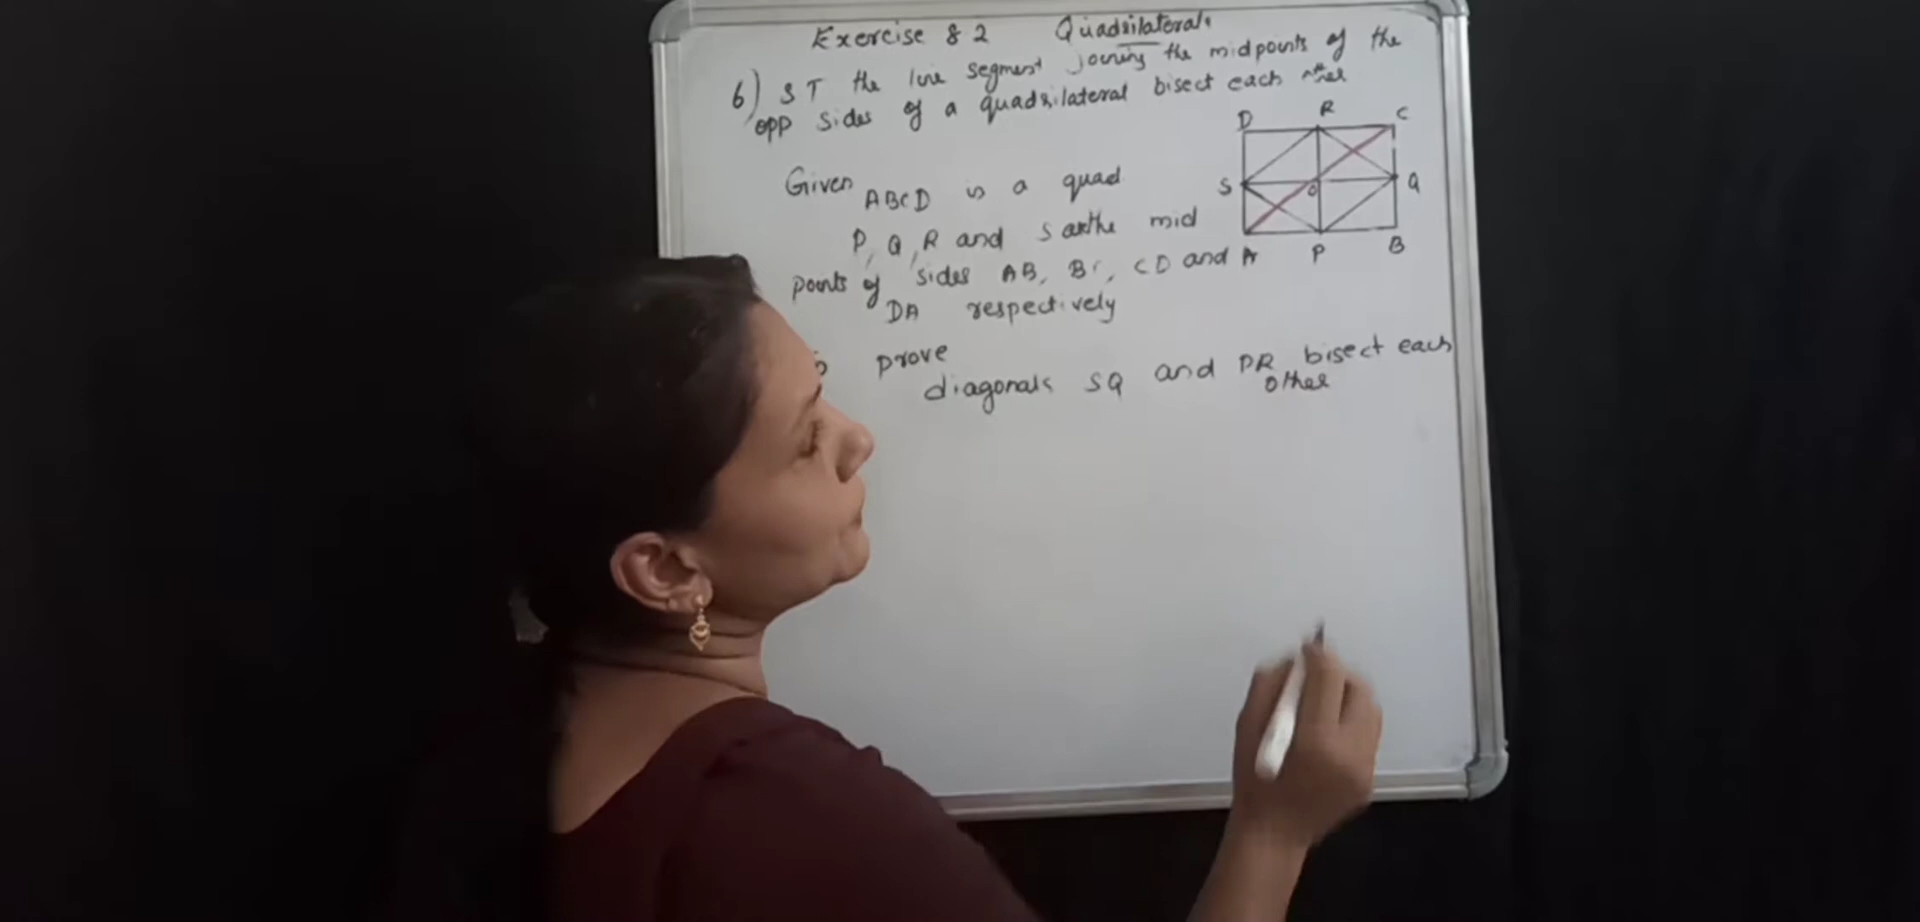 Exercise 8 2 Quadrilaterals
6) S T the line segment joining the midpoints of the
opp sides of a quadrilateral bisect each other
D R C
S O Q
A P B
Given
ABCD is a quad
P, Q, R and S are the mid
points of sides AB, BC, CD and
DA respectively
prove
diagonals SQ and PR bisect each
other